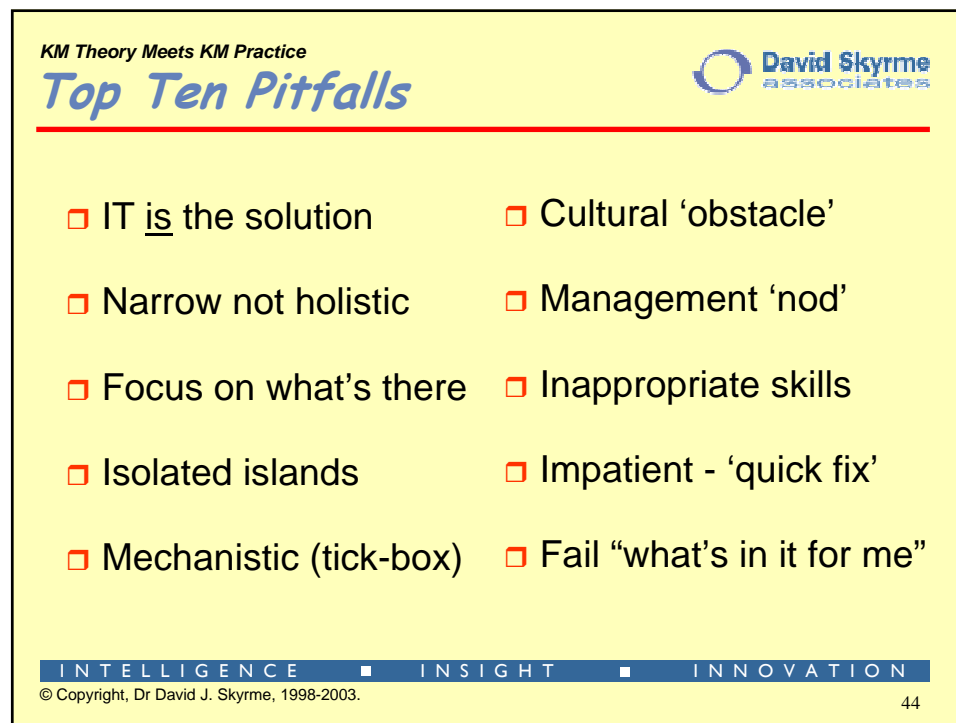 KM Theory Meets KM Practice
Top Ten Pitfalls
David Skyrme
associates
IT is the solution
Narrow not holistic
Focus on what's there
Isolated islands
Mechanistic (tick-box)
Cultural ‘obstacle’
Management ‘nod’
Inappropriate skills
Impatient - ‘quick fix’
Fail “what’s in it for me”
INTELLIGENCE ■ INSIGHT ■ INNOVATION
© Copyright, Dr David J. Skyrme, 1998-2003.
44